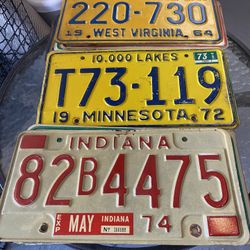 220-730
19 WEST VIRGINIA 64
10,000 LAKES 73
T73-119
19 MINNESOTA 72
INDIANA
82B4475
EXP MAY INDIANA 74
Nº